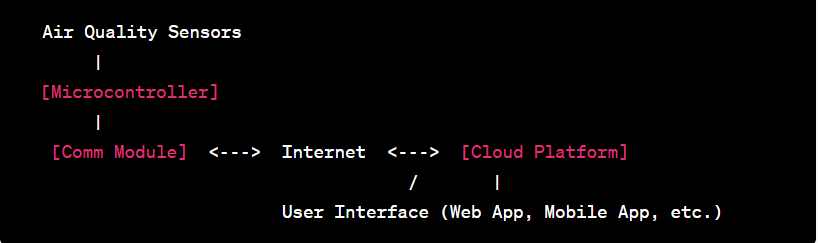 Air Quality Sensors
|
[Microcontroller]
|
[Comm Module] <---> Internet <---> [Cloud Platform]
/ |
User Interface (Web App, Mobile App, etc.)